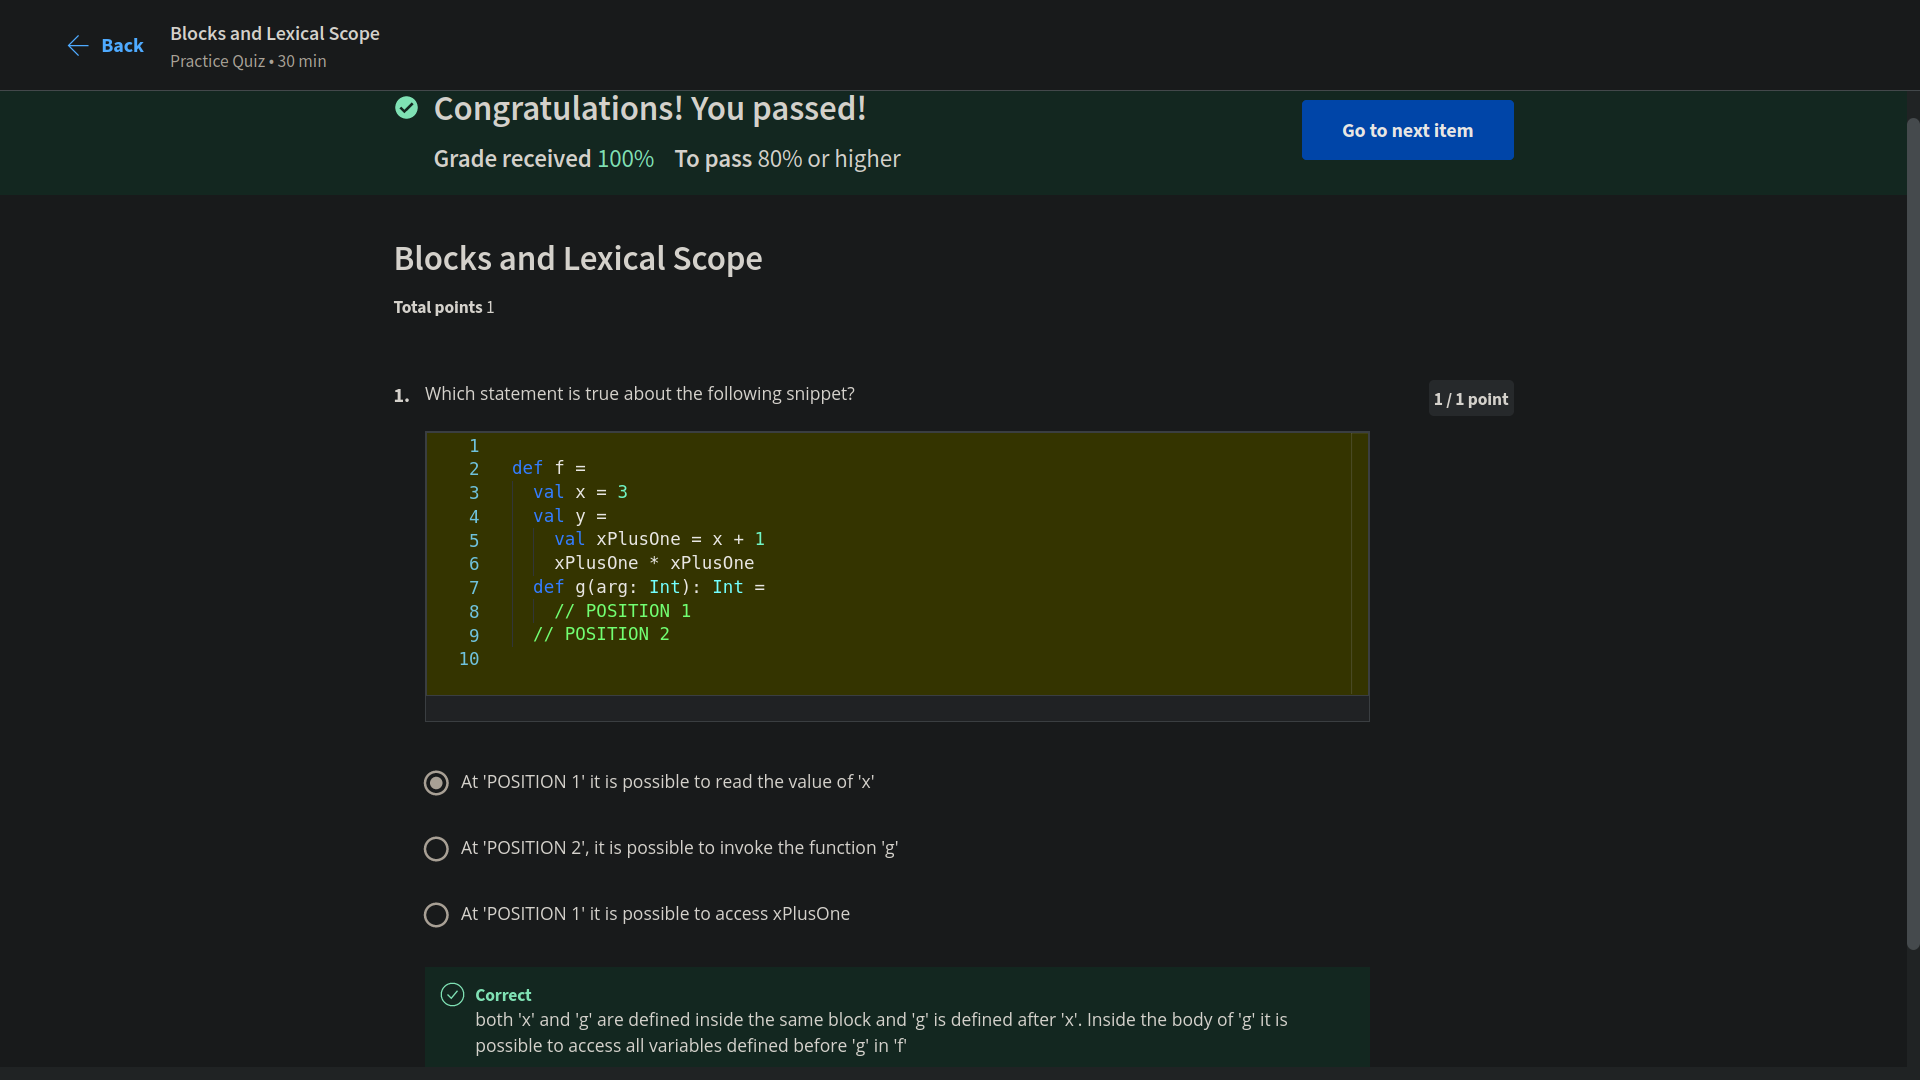 Back
Blocks and Lexical Scope
Practice Quiz • 30 min
Congratulations! You passed!
Grade received 100% To pass 80% or higher
Go to next item
Blocks and Lexical Scope
Total points 1
1. Which statement is true about the following snippet?
1 / 1 point
1
2 def f =
3   val x = 3
4   val y =
5     val xPlusOne = x + 1
6     xPlusOne * xPlusOne
7   def g(arg: Int): Int =
8     // POSITION 1
9   // POSITION 2
10
At 'POSITION 1' it is possible to read the value of 'x'
At 'POSITION 2', it is possible to invoke the function 'g'
At 'POSITION 1' it is possible to access xPlusOne
Correct
both 'x' and 'g' are defined inside the same block and 'g' is defined after 'x'. Inside the body of 'g' it is
possible to access all variables defined before 'g' in 'f'